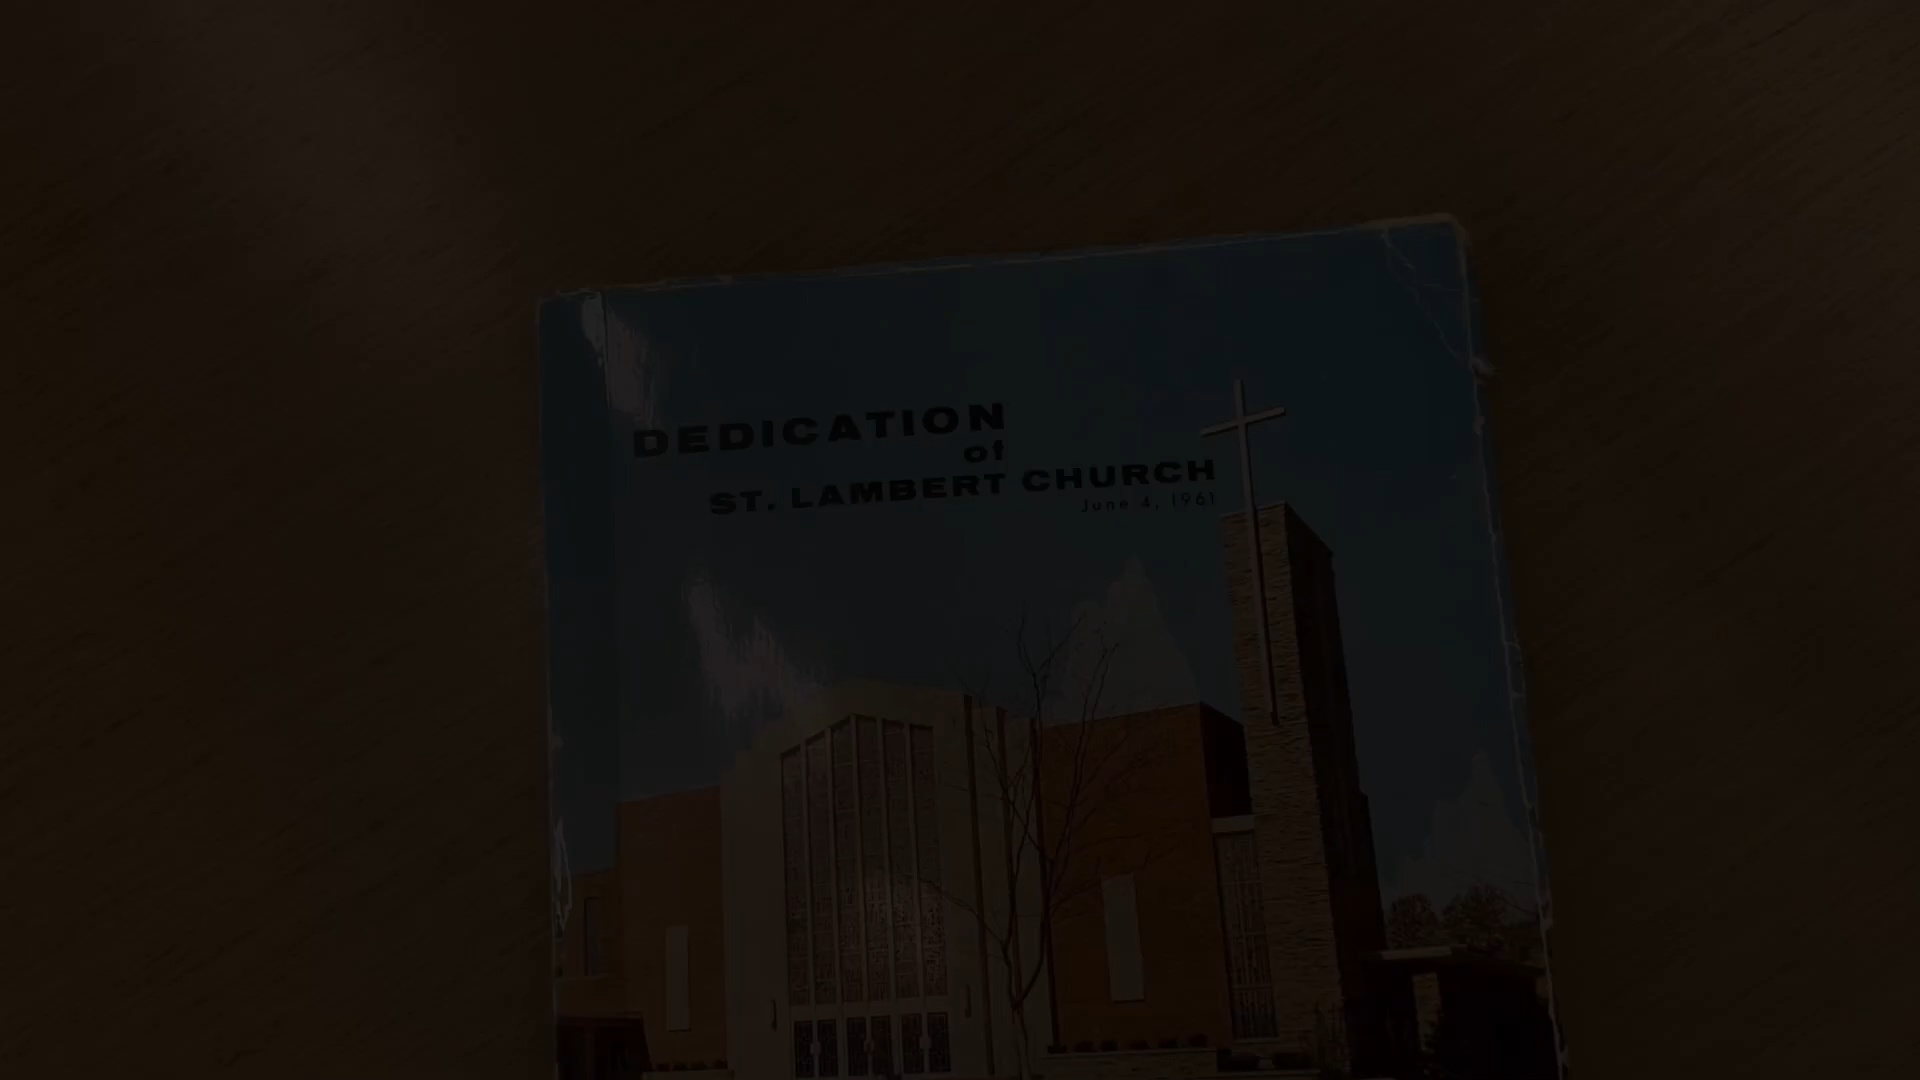 DEDICATION
of
ST. LAMBERT CHURCH
June 4, 1961